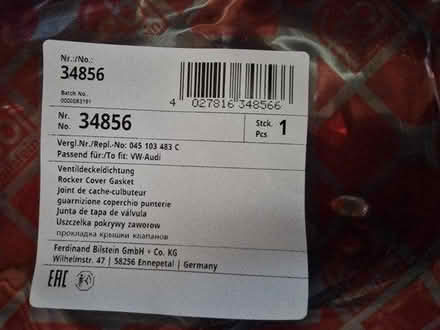 Nr.:/No.:
34856
Batch No.
4 027816 348566
Nr.
No. 34856
Stck.
Pcs 1
Vergl.Nr./Repl.-No: 045 103 483 C
Passend für:/To fit: VW-Audi
Ventildeckeldichtung
Rocker Cover Gasket
Joint de cache-culbuteur
guarnizione coperchio punterie
Junta de tapa de válvula
Uszczelka pokrywy zaworow
прокладка крышки клапанов
Ferdinand Bilstein GmbH + Co. KG
Wilhelmstr. 47 | 58256 Ennepetal | Germany
EAC